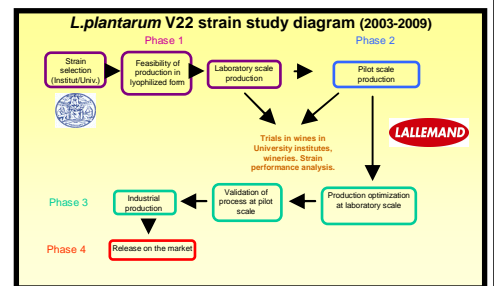 L.plantarum V22 strain study diagram (2003-2009)
Phase 1
Phase 2
Strain
selection
(Institut/Univ.)
Feasibility of
production in
lyophilized form
Laboratory scale
production
Pilot scale
production
LALLEMAND
Trials in wines in
University institutes,
wineries. Strain
performance analysis.
Phase 3
Industrial
production
Validation of
process at pilot
scale
Production optimization
at laboratory scale
Phase 4
Release on the market